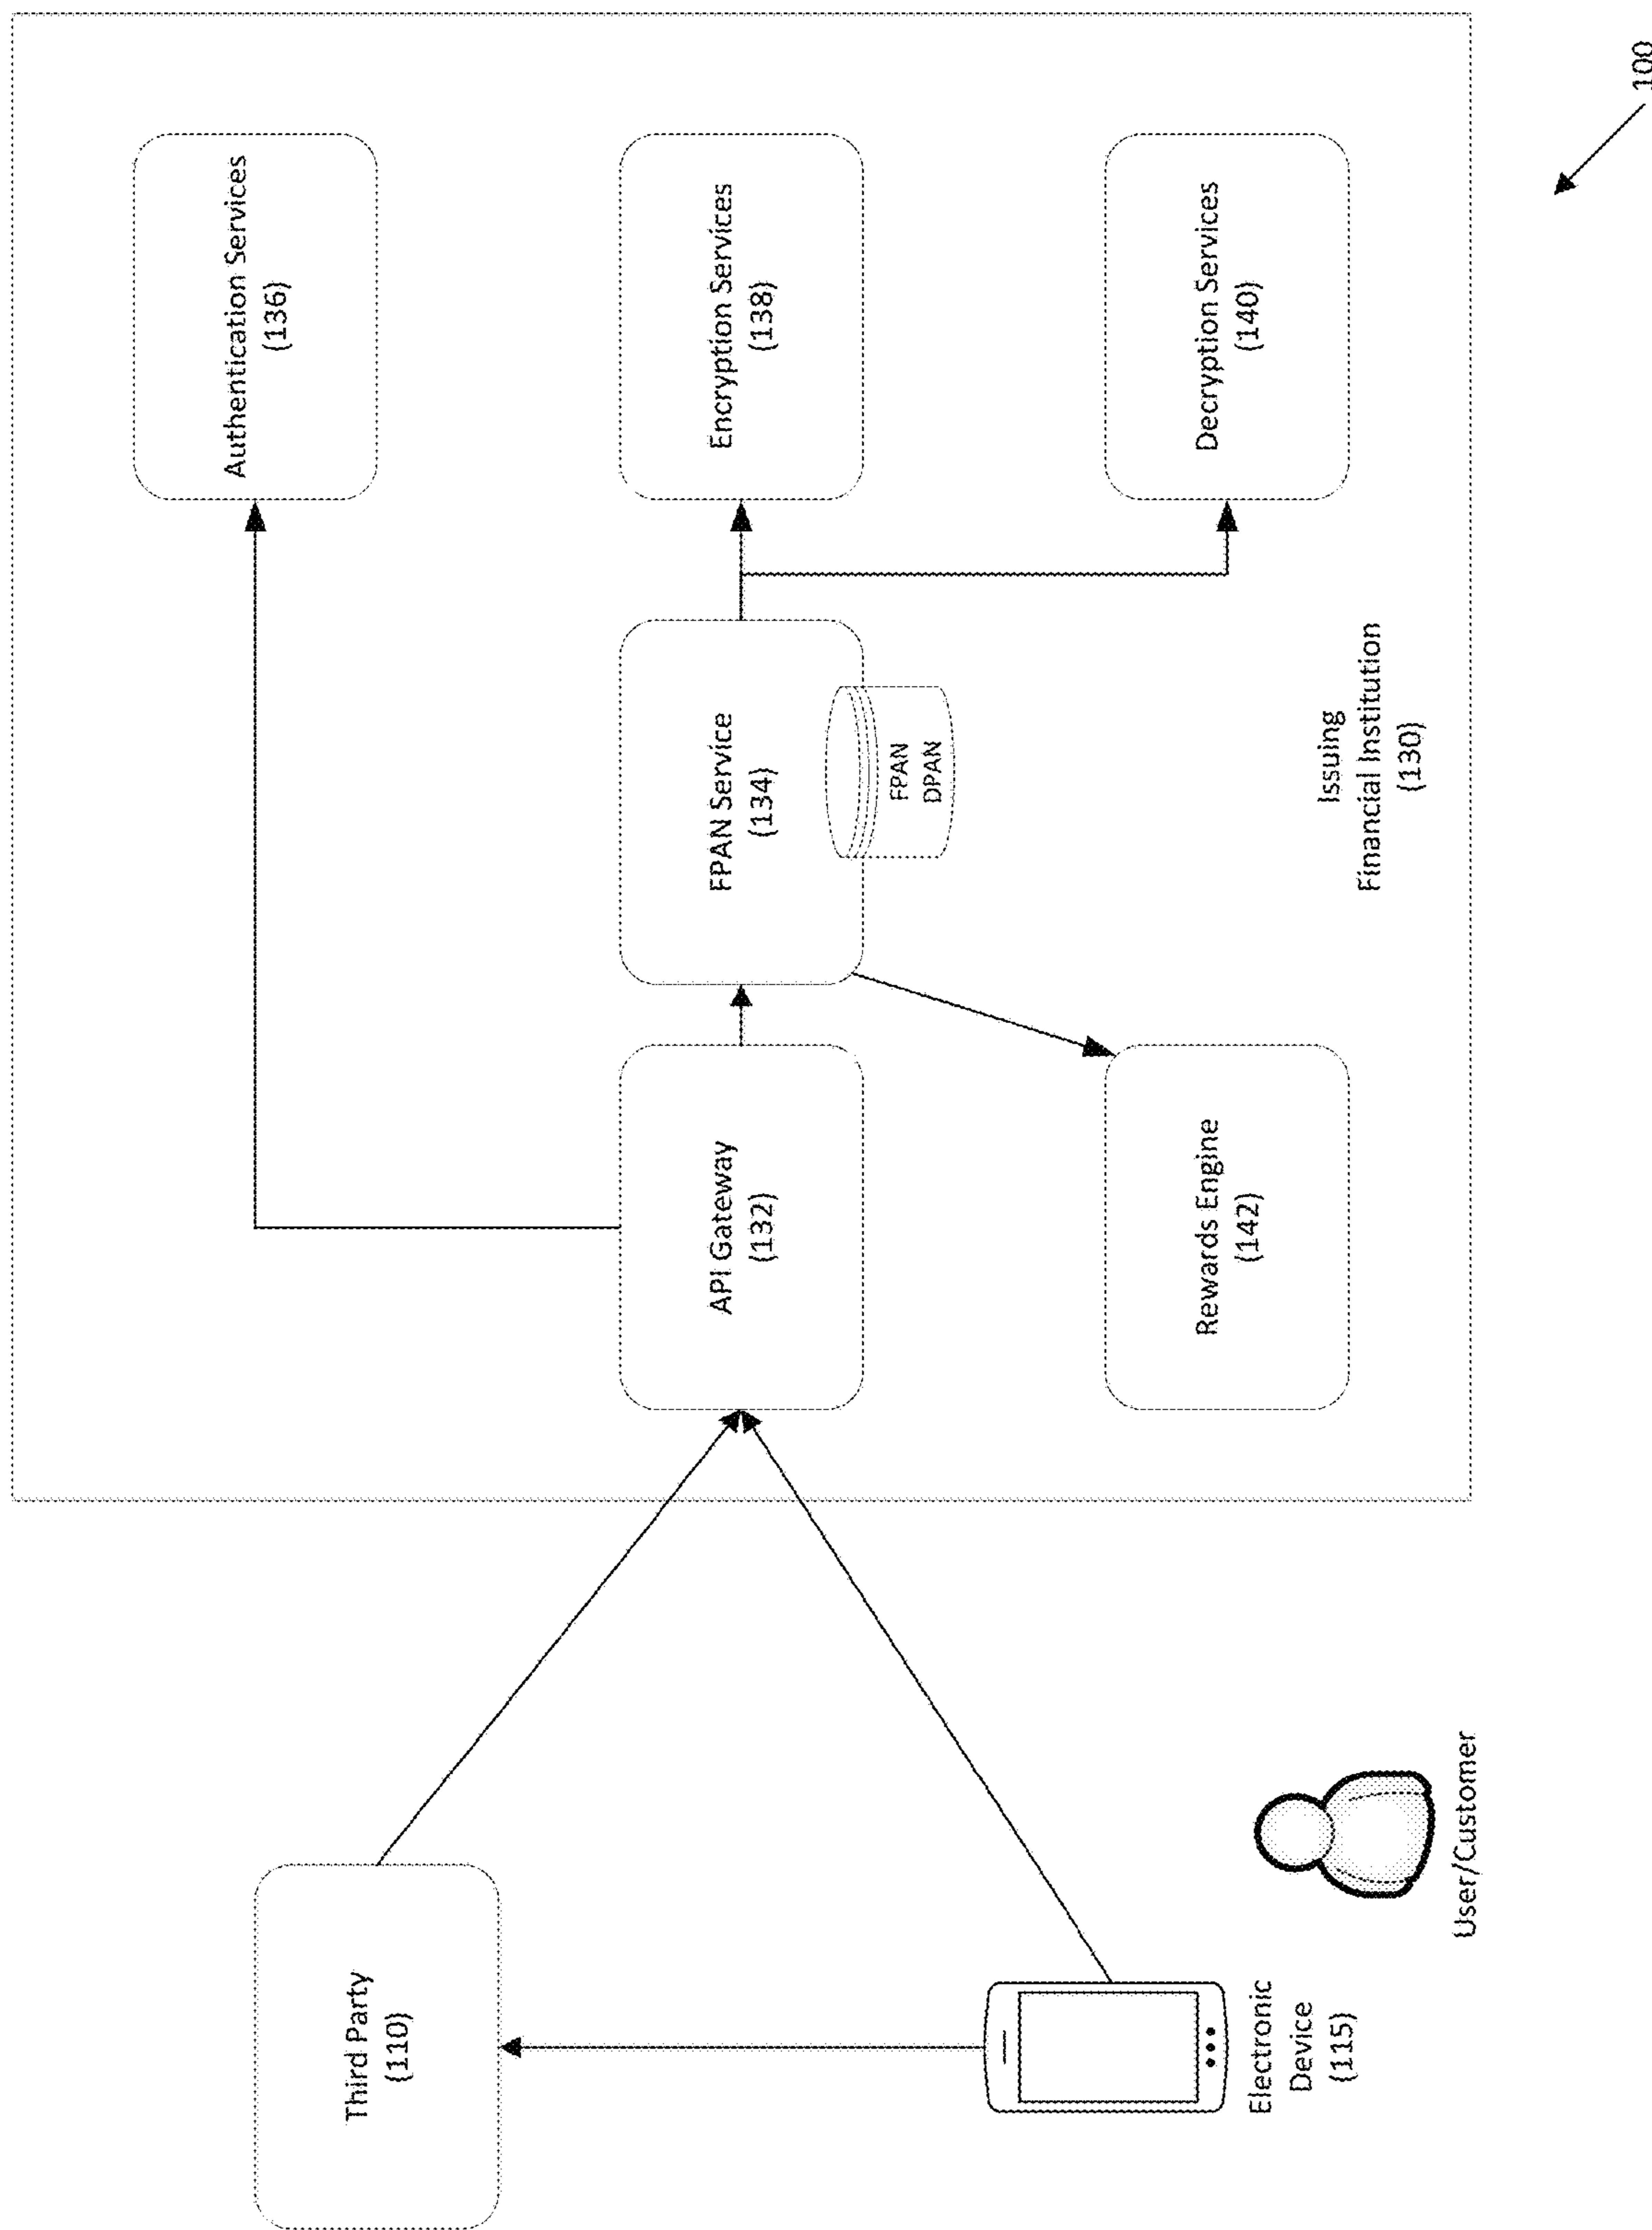 Third Party
(110)
Electronic
Device
(115)
User/Customer
API Gateway
(132)
Rewards Engine
(142)
FPAN Service
(134)
FPAN
DPAN
Authentication Services
(136)
Encryption Services
(138)
Decryption Services
(140)
Issuing
Financial Institution
(130)
100